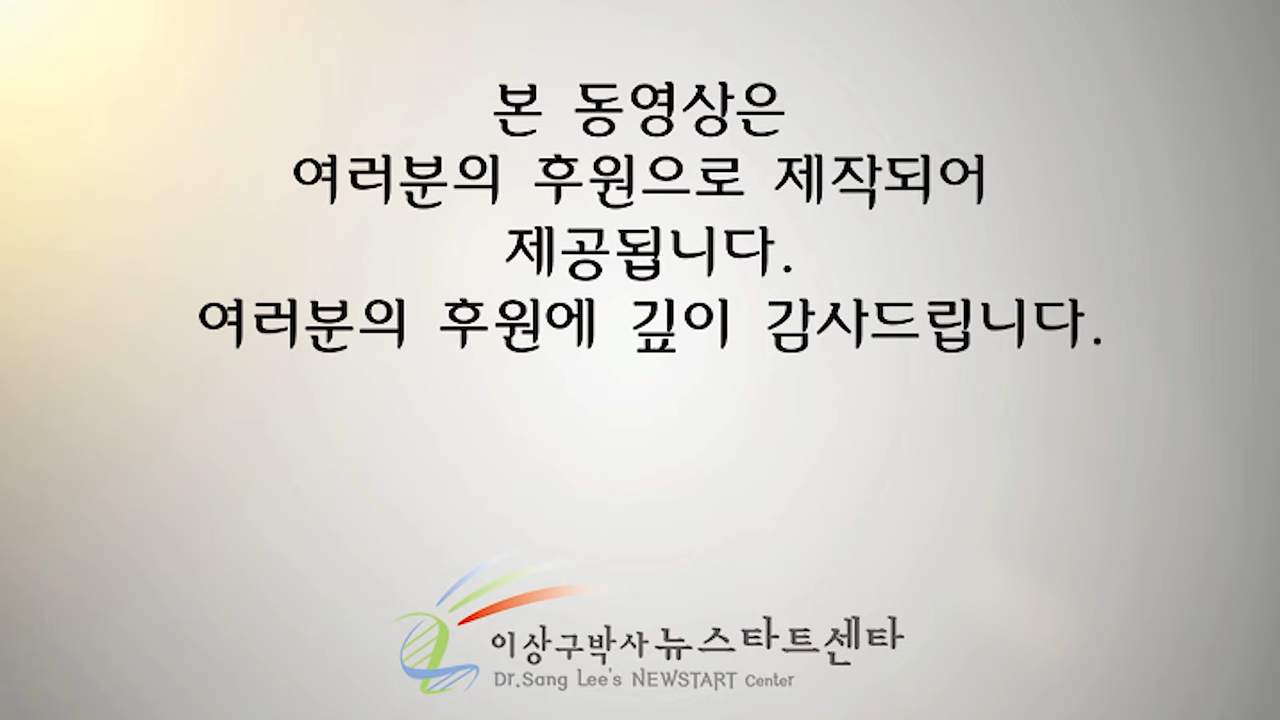 본 동영상은
여러분의 후원으로 제작되어
제공됩니다.
여러분의 후원에 깊이 감사드립니다.
이상구박사 뉴스타트센타
Dr.Sang Lee's NEWSTART Center